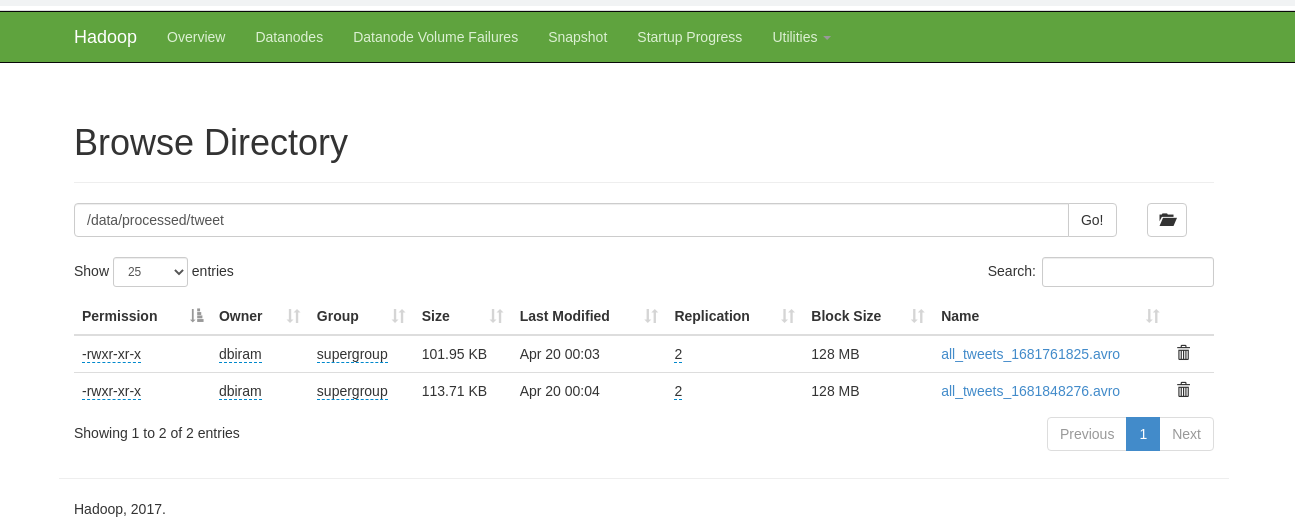 Hadoop Overview Datanodes Datanode Volume Failures Snapshot Startup Progress Utilities
Browse Directory
/data/processed/tweet Go!
Show 25 entries Search:
Permission Owner Group Size Last Modified Replication Block Size Name
-rwxr-xr-x dbiram supergroup 101.95 KB Apr 20 00:03 2 128 MB all_tweets_1681761825.avro
-rwxr-xr-x dbiram supergroup 113.71 KB Apr 20 00:04 2 128 MB all_tweets_1681848276.avro
Showing 1 to 2 of 2 entries Previous 1 Next
Hadoop, 2017.